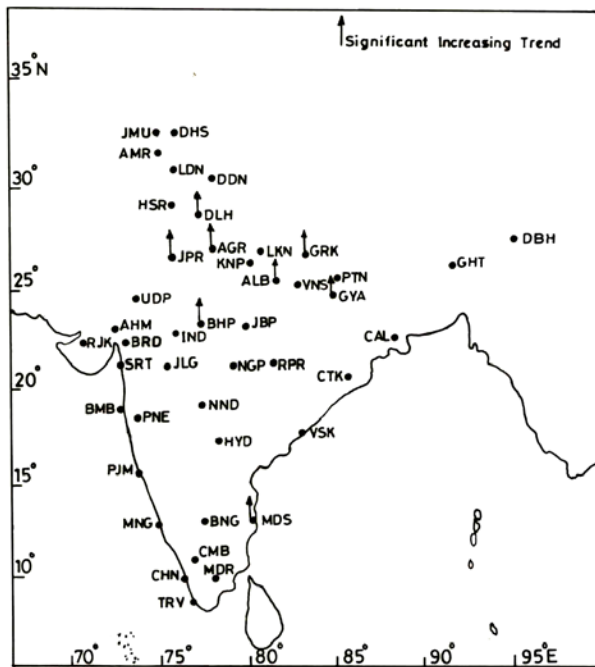 Significant Increasing Trend
35°N
JMU DHS
AMR
LDN
DDN
30°
HSR
DLH
DBH
JPR AGR LKN GRK
KNP GHT
25°
ALB VNS PTN
GYA
UDP
AHM BHP JBP
RJK BRD IND CAL
SRT JLG NGP RPR
CTK
20°
BMB PNE NND
HYD VSK
15°
PJM
MNG BNG MDS
CMB
10°
CHN MDR
TRV
70° 75° 80° 85° 90° 95°E